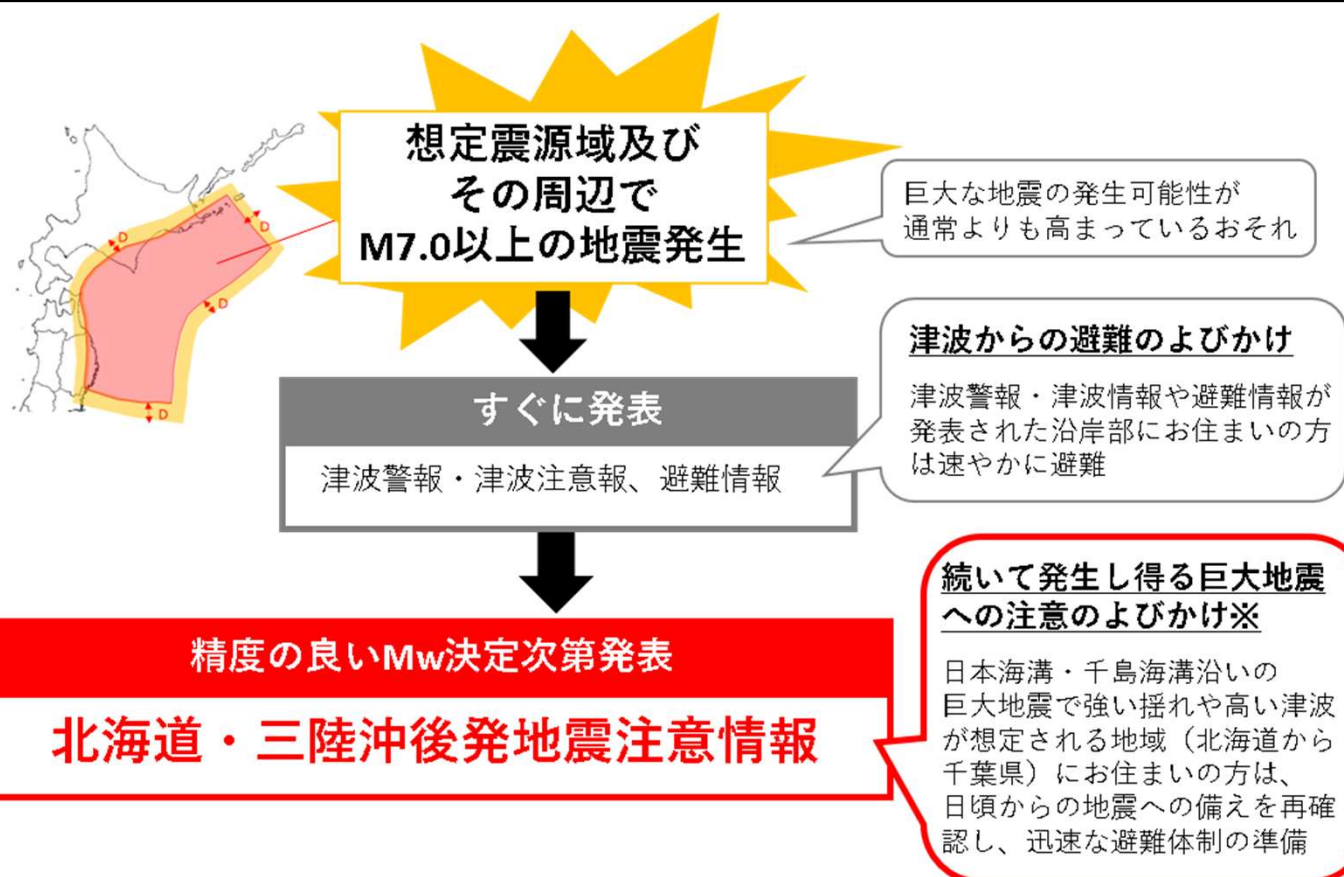 想定震源域及び
その周辺で
M7.0以上の地震発生
巨大な地震の発生可能性が
通常よりも高まっているおそれ
D
D
D
D
すぐに発表
津波警報・津波注意報、避難情報
津波からの避難のよびかけ
津波警報・津波情報や避難情報が
発表された沿岸部にお住まいの方
は速やかに避難
精度の良いMw決定次第発表
北海道・三陸沖後発地震注意情報
続いて発生し得る巨大地震
への注意のよびかけ※
日本海溝・千島海溝沿いの
巨大地震で強い揺れや高い津波
が想定される地域（北海道から
千葉県）にお住まいの方は、
日頃からの地震への備えを再確
認し、迅速な避難体制の準備